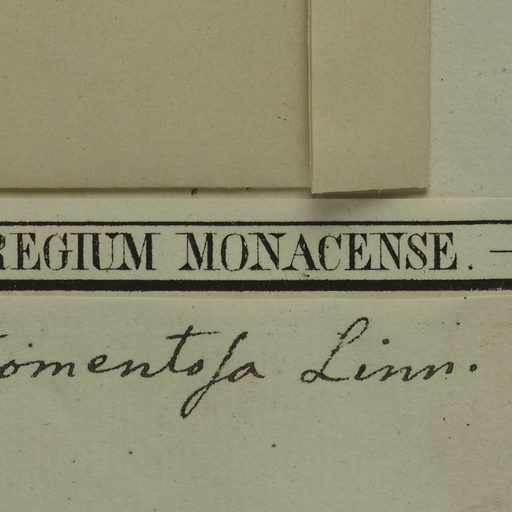 REGIUM MONACENSE. —
tomentosa Linn.